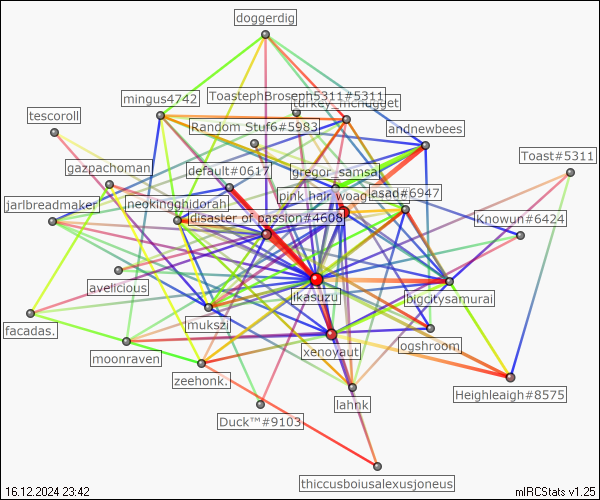 doggerdig
mingus4742
ToastephBroseph5311#5311
turkey_mcnugget
tescoroll
Random Stuf6#5983
andnewbees
Toast#5311
gazpachoman
default#0617
gregor_samsa
pink hair woag
asad#6947
jarlbreadmaker
neokingghidorah
disaster of passion#4608
Knowun#6424
avelicious
ikasuzu
bigcitysamurai
facadas.
mukszi
moonraven
xenoyaut
ogshroom
zeehonk.
lahnk
Heighleaigh#8575
Duck™#9103
thiccusboiusalexusjoneus
16.12.2024 23:42
mIRCStats v1.25